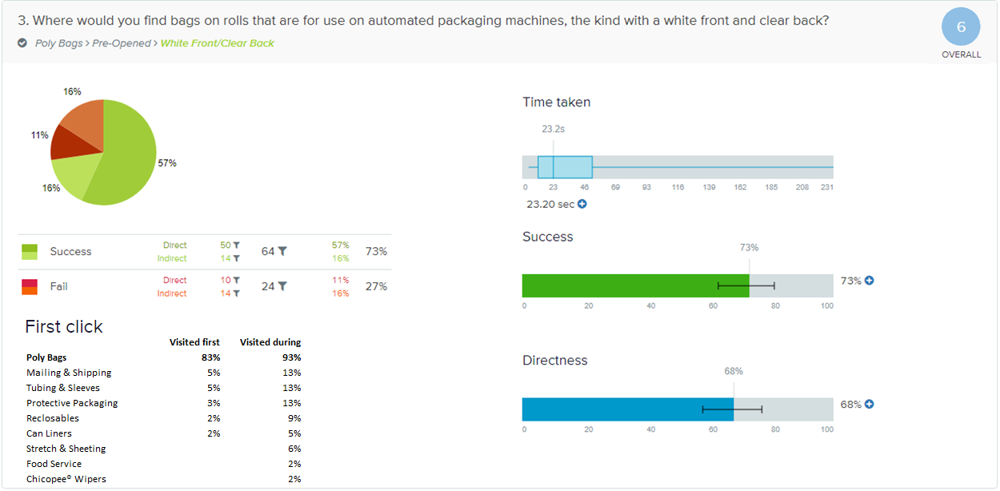 3. Where would you find bags on rolls that are for use on automated packaging machines, the kind with a white front and clear back?
Poly Bags > Pre-Opened > White Front/Clear Back
6
OVERALL
16%
11%
57%
16%
Success Direct 50 64 57% 73%
Indirect 14 16%
Fail Direct 10 24 11% 27%
Indirect 14 16%
First click
Visited first Visited during
Poly Bags 83% 93%
Mailing & Shipping 5% 13%
Tubing & Sleeves 5% 13%
Protective Packaging 3% 13%
Reclosables 2% 9%
Can Liners 2% 5%
Stretch & Sheeting 6%
Food Service 2%
Chicopee® Wipers 2%
Time taken
23.2s
0 23 46 69 93 116 139 162 185 208 231
23.20 sec
Success
73%
73%
0 20 40 60 80 100
Directness
68%
68%
0 20 40 60 80 100